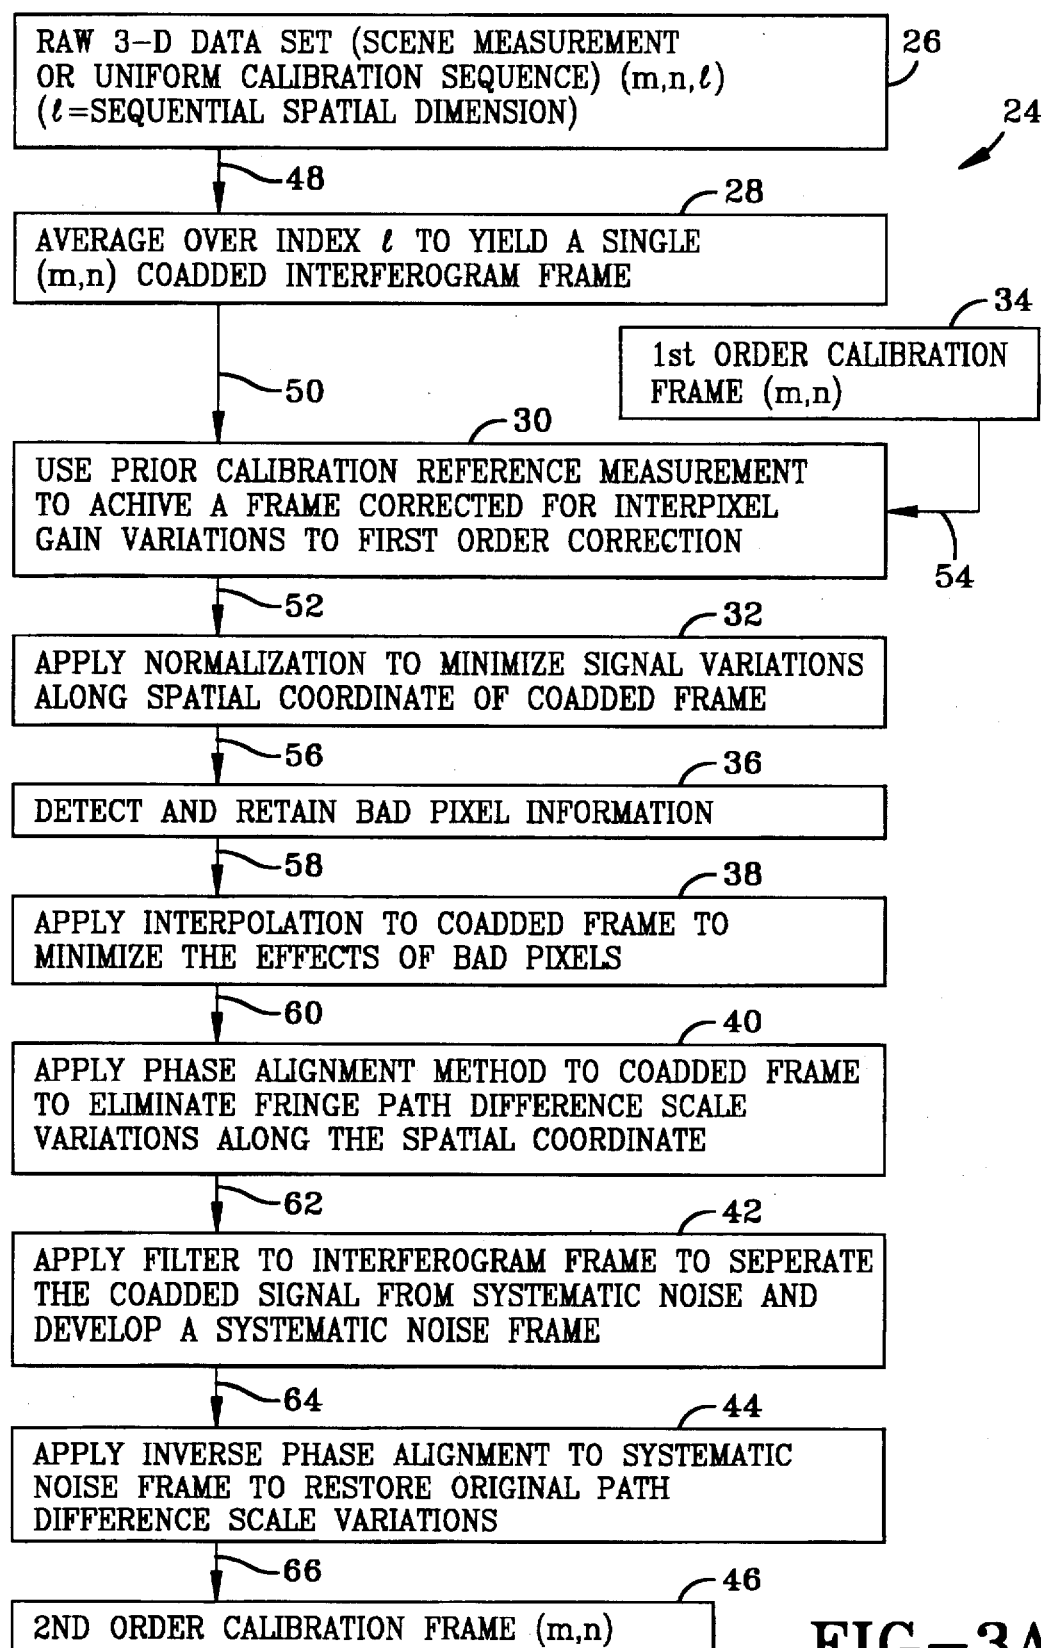 RAW 3-D DATA SET (SCENE MEASUREMENT
OR UNIFORM CALIBRATION SEQUENCE) (m,n,ℓ)
(ℓ=SEQUENTIAL SPATIAL DIMENSION)
26
24
48
28
AVERAGE OVER INDEX ℓ TO YIELD A SINGLE
(m,n) COADDED INTERFEROGRAM FRAME
34
1st ORDER CALIBRATION
FRAME (m,n)
50
30
USE PRIOR CALIBRATION REFERENCE MEASUREMENT
TO ACHIVE A FRAME CORRECTED FOR INTERPIXEL
GAIN VARIATIONS TO FIRST ORDER CORRECTION
54
52
32
APPLY NORMALIZATION TO MINIMIZE SIGNAL VARIATIONS
ALONG SPATIAL COORDINATE OF COADDED FRAME
56
36
DETECT AND RETAIN BAD PIXEL INFORMATION
58
38
APPLY INTERPOLATION TO COADDED FRAME TO
MINIMIZE THE EFFECTS OF BAD PIXELS
60
40
APPLY PHASE ALIGNMENT METHOD TO COADDED FRAME
TO ELIMINATE FRINGE PATH DIFFERENCE SCALE
VARIATIONS ALONG THE SPATIAL COORDINATE
62
42
APPLY FILTER TO INTERFEROGRAM FRAME TO SEPERATE
THE COADDED SIGNAL FROM SYSTEMATIC NOISE AND
DEVELOP A SYSTEMATIC NOISE FRAME
64
44
APPLY INVERSE PHASE ALIGNMENT TO SYSTEMATIC
NOISE FRAME TO RESTORE ORIGINAL PATH
DIFFERENCE SCALE VARIATIONS
66
46
2ND ORDER CALIBRATION FRAME (m,n)
FIG-3A